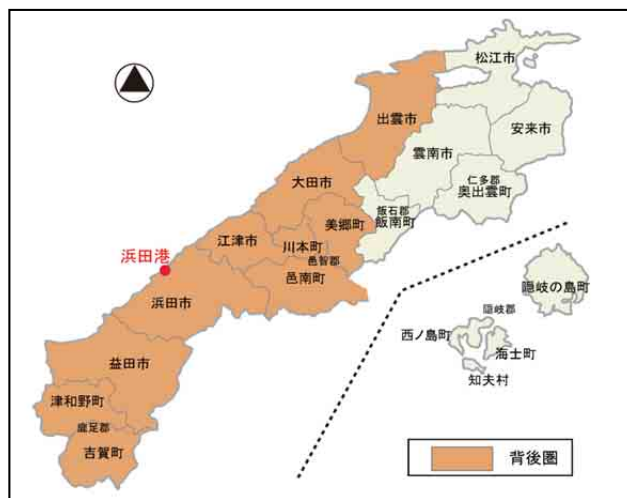 松江市
出雲市
安来市
雲南市
仁多郡
奥出雲町
大田市
飯石郡
飯南町
美郷町
江津市
川本町
邑智郡
浜田港
邑南町
浜田市
隠岐の島町
隠岐郡
西ノ島町
海士町
知夫村
益田市
津和野町
鹿足郡
吉賀町
背後圏